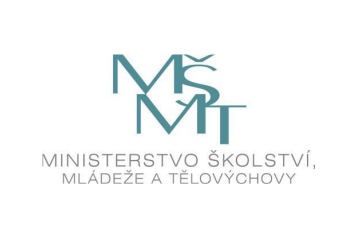 MŠ
MT
MINISTERSTVO ŠKOLSTVÍ,
MLÁDEŽE A TĚLOVÝCHOVY